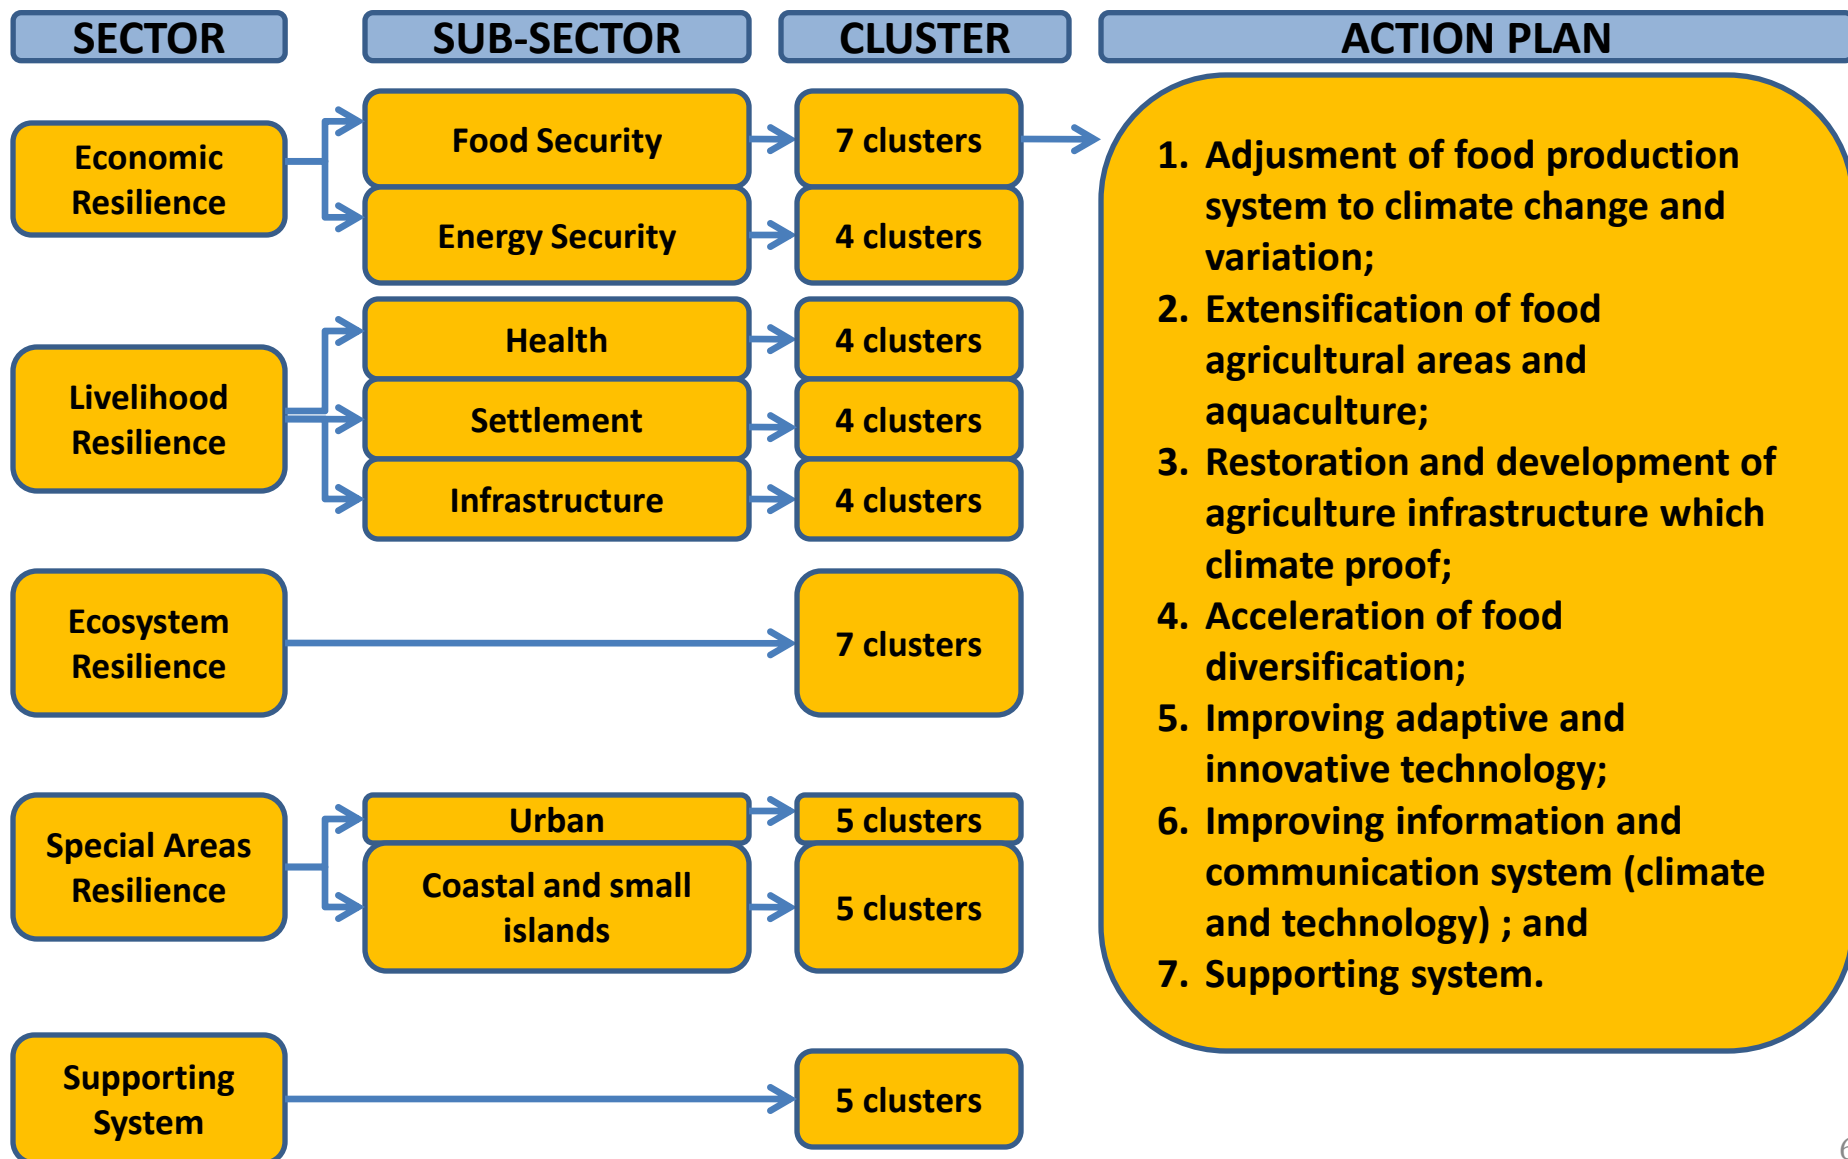 SECTOR
SUB-SECTOR
CLUSTER
ACTION PLAN
Economic
Resilience
Food Security
7 clusters
Energy Security
4 clusters
Livelihood
Resilience
Health
4 clusters
Settlement
4 clusters
Infrastructure
4 clusters
Ecosystem
Resilience
7 clusters
Special Areas
Resilience
Urban
5 clusters
Coastal and small
islands
5 clusters
Supporting
System
5 clusters
1. Adjusment of food production
system to climate change and
variation;
2. Extensification of food
agricultural areas and
aquaculture;
3. Restoration and development of
agriculture infrastructure which
climate proof;
4. Acceleration of food
diversification;
5. Improving adaptive and
innovative technology;
6. Improving information and
communication system (climate
and technology) ; and
7. Supporting system.